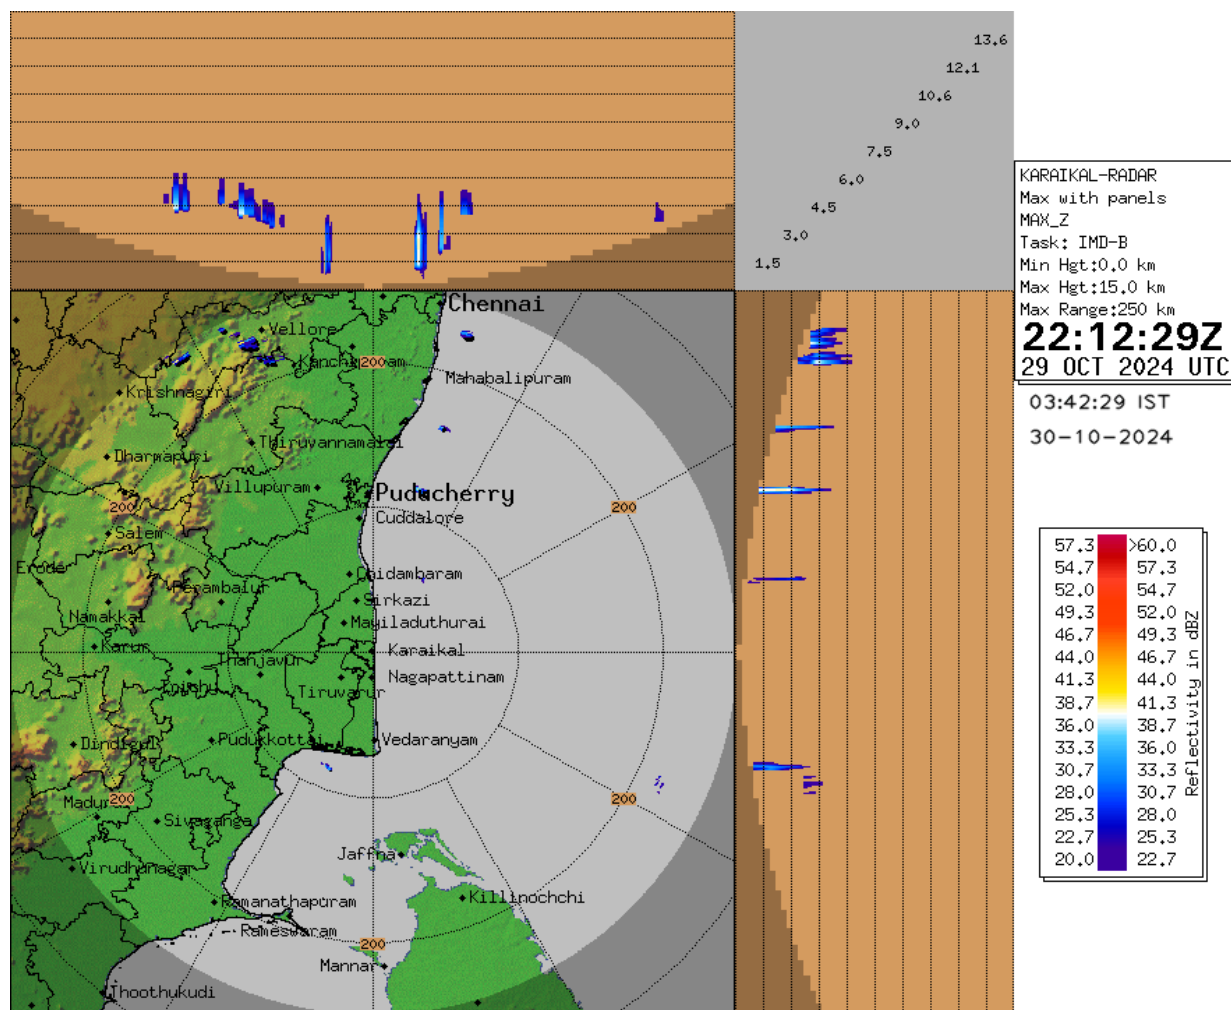 13.6
12.1
10.6
9.0
7.5
6.0
4.5
3.0
1.5
KARAIKAL-RADAR
Max with panels
MAX_Z
Task: IMD-B
Min Hgt:0.0 km
Max Hgt:15.0 km
Max Range:250 km
22:12:29Z
29 OCT 2024 UTC
03:42:29 IST
30-10-2024
Chennai
Vellore
200
Mahabalipuram
Krishnagiri
Thiruvannamalai
Dharmapuri
Villupuram
Puducherry
200
200
Cuddalore
Salem
Erode
Chidambaram
Perambalur
Sirkazi
Namakkal
Mayiladuthurai
Karur
Karaikal
Thanjavur
Nagapattinam
Tiruvarur
Pudukkottai
Vedaranyam
Dindigul
200
200
Sivaganga
Jaffna
Virudhunagar
Killinochchi
Ramanathapuram
Rameswaram
200
Mannar
Thoothukudi
57.3 >60.0
54.7 57.3
52.0 54.7
49.3 52.0
46.7 49.3
44.0 46.7
41.3 44.0
38.7 41.3
36.0 38.7
33.3 36.0
30.7 33.3
28.0 30.7
25.3 28.0
22.7 25.3
20.0 22.7
Reflectivity in dBZ